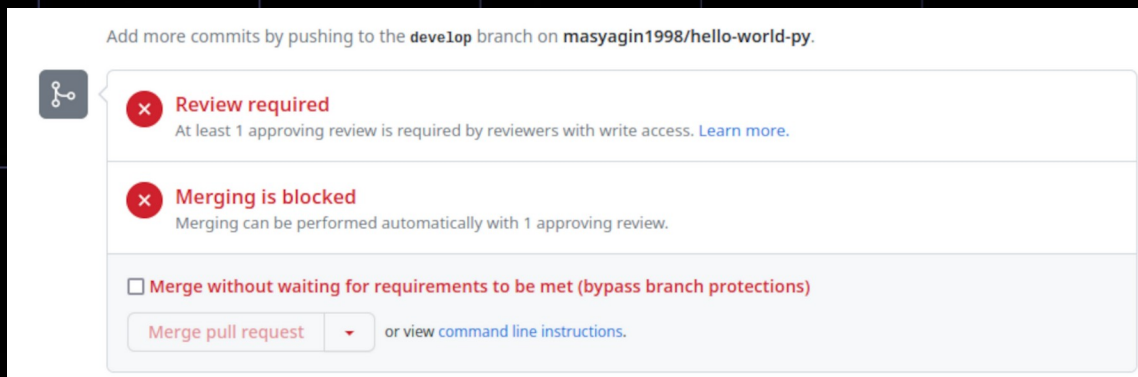 Add more commits by pushing to the develop branch on masyagin1998/hello-world-py.
Review required
At least 1 approving review is required by reviewers with write access. Learn more.
Merging is blocked
Merging can be performed automatically with 1 approving review.
Merge without waiting for requirements to be met (bypass branch protections)
Merge pull request or view command line instructions.